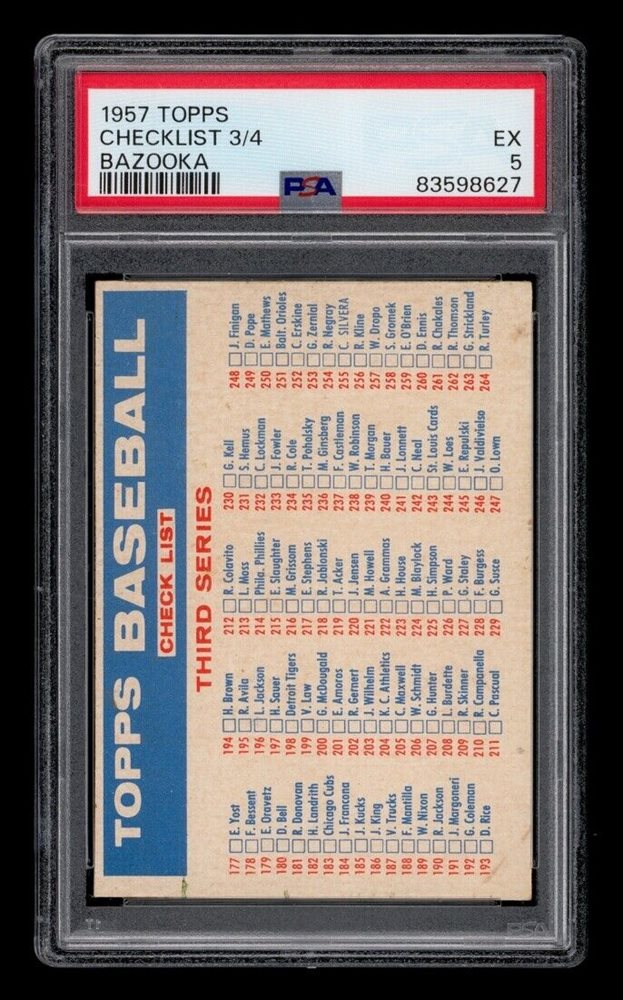 1957 TOPPS
CHECKLIST 3/4 EX
BAZOOKA 5
PSA 83598627
TOPPS BASEBALL
CHECK LIST
THIRD SERIES
177 E. Yost
178 F. Bessent
179 E. Oravetz
180 D. Bell
181 R. Donovan
182 H. Landrith
183 Chicago Cubs
184 J. Francona
185 J. Kucks
186 J. King
187 V. Trucks
188 F. Mantilla
189 W. Nixon
190 R. Jackson
191 J. Margoneri
192 G. Coleman
193 D. Rice
194 H. Brown
195 R. Avila
196 L. Jackson
197 H. Sauer
198 Detroit Tigers
199 V. Law
200 G. McDougald
201 E. Amoros
202 R. Gernert
203 J. Wilhelm
204 K.C. Athletics
205 C. Maxwell
206 W. Schmidt
207 G. Hunter
208 L. Burdette
209 R. Skinner
210 R. Campanella
211 C. Pascual
212 R. Colavito
213 L. Moss
214 Phila. Phillies
215 E. Slaughter
216 M. Grissom
217 E. Stephens
218 R. Jablonski
219 T. Acker
220 J. Jensen
221 M. Howell
222 A. Grammas
223 H. House
224 M. Blaylock
225 H. Simpson
226 P. Ward
227 G. Staley
228 F. Burgess
229 G. Susce
230 G. Kell
231 S. Hemus
232 C. Lockman
233 J. Fowler
234 R. Cole
235 T. Poholsky
236 M. Ginsberg
237 F. Castleman
238 W. Robinson
239 T. Morgan
240 H. Bauer
241 J. Lonnett
242 C. Neal
243 St. Louis Cards
244 W. Loes
245 E. Repulski
246 J. Valdivielso
247 O. Lown
248 J. Finigan
249 D. Pope
250 E. Mathews
251 Balt. Orioles
252 C. Erskine
253 G. Zernial
254 R. Negray
255 C. SILVERA
256 R. Kline
257 W. Dropo
258 S. Gromek
259 E. O'Brien
260 D. Ennis
261 R. Chakales
262 R. Thomson
263 G. Strickland
264 R. Turley
PSA